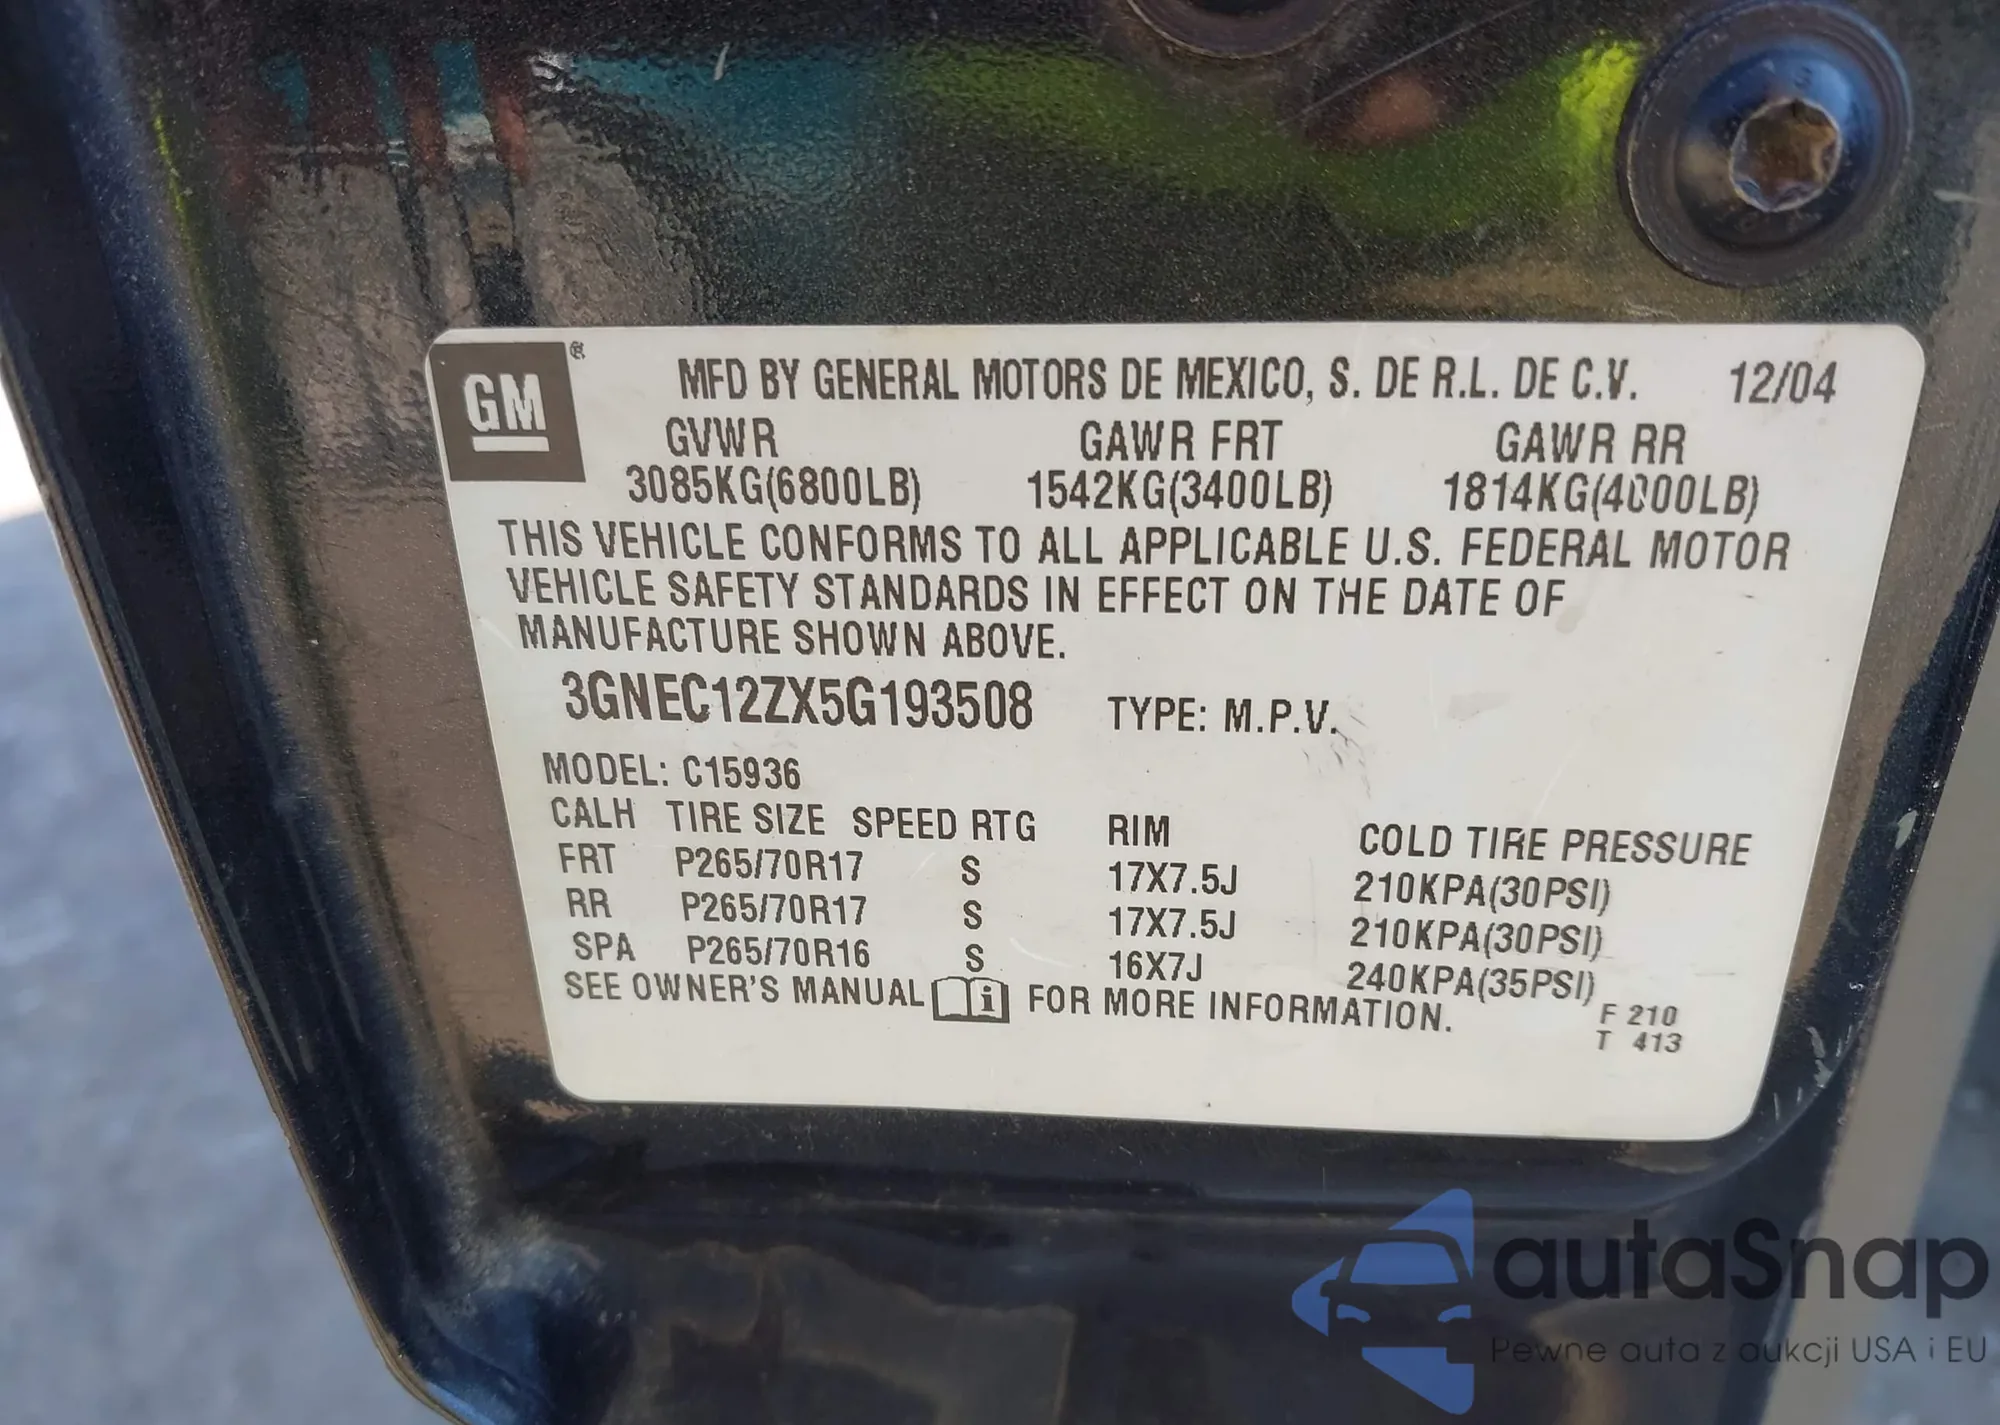 GM ®
MFD BY GENERAL MOTORS DE MEXICO, S. DE R.L. DE C.V. 12/04
GVWR GAWR FRT GAWR RR
3085KG(6800LB) 1542KG(3400LB) 1814KG(4000LB)
THIS VEHICLE CONFORMS TO ALL APPLICABLE U.S. FEDERAL MOTOR
VEHICLE SAFETY STANDARDS IN EFFECT ON THE DATE OF
MANUFACTURE SHOWN ABOVE.
3GNEC12ZX5G193508 TYPE: M.P.V.
MODEL: C15936
CALH TIRE SIZE SPEED RTG RIM COLD TIRE PRESSURE
FRT P265/70R17 S 17X7.5J 210KPA(30PSI)
RR P265/70R17 S 17X7.5J 210KPA(30PSI)
SPA P265/70R16 S 16X7J 240KPA(35PSI)
SEE OWNER'S MANUAL i FOR MORE INFORMATION.
F 210
T 413
autaSnap
Pewne auta z aukcji USA i EU